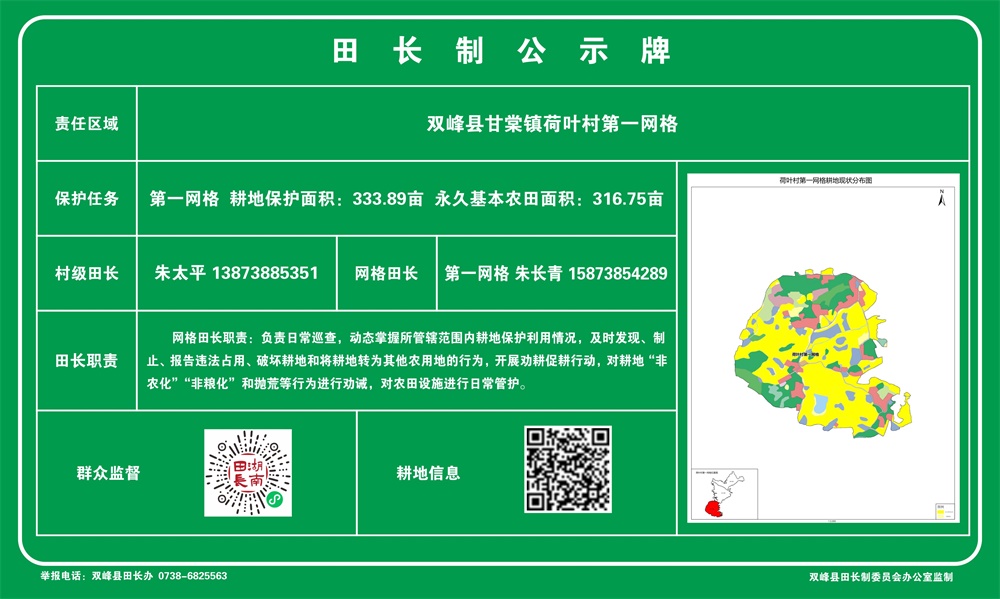 田长制公示牌
责任区域
双峰县甘棠镇荷叶村第一网格
保护任务
第一网格 耕地保护面积：333.89亩 永久基本农田面积：316.75亩
村级田长
朱太平 13873885351
网格田长
第一网格 朱长青 15873854289
田长职责
网格田长职责：负责日常巡查，动态掌握所管辖范围内耕地保护利用情况，及时发现、制
止、报告违法占用、破坏耕地和将耕地转为其他农用地的行为，开展劝耕促耕行动，对耕地“非
农化”“非粮化”和抛荒等行为进行劝诫，对农田设施进行日常管护。
荷叶村第一网格耕地现状分布图
N
荷叶村第一网格
群众监督
湖南
田長
耕地信息
举报电话：双峰县田长办 0738-6825563
双峰县田长制委员会办公室监制